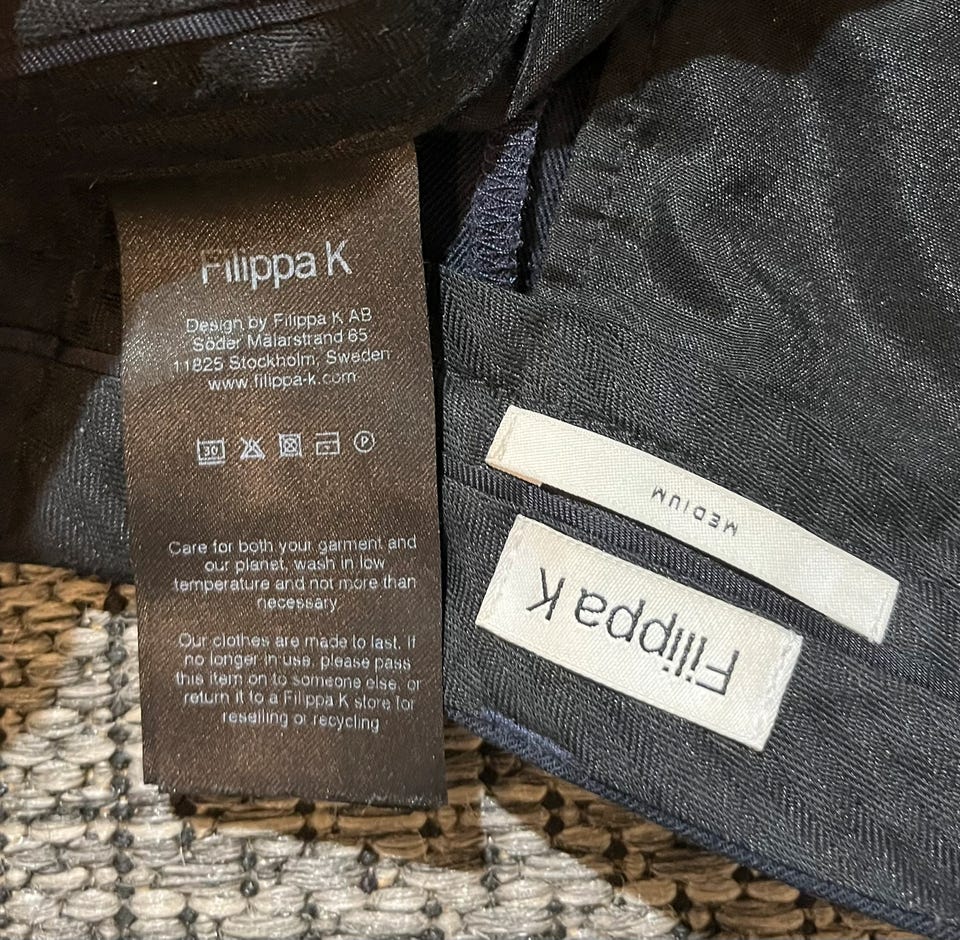 Filippa K
Design by Filippa K AB
Söder Mälarstrand 65
11825 Stockholm, Sweden
www.filippa-k.com
30
P
Care for both your garment and
our planet, wash in low
temperature and not more than
necessary
Our clothes are made to last. If
no longer in use, please pass
this item on to someone else, or
return it to a Filippa K store for
reselling or recycling
MEDIUM
Filippa K